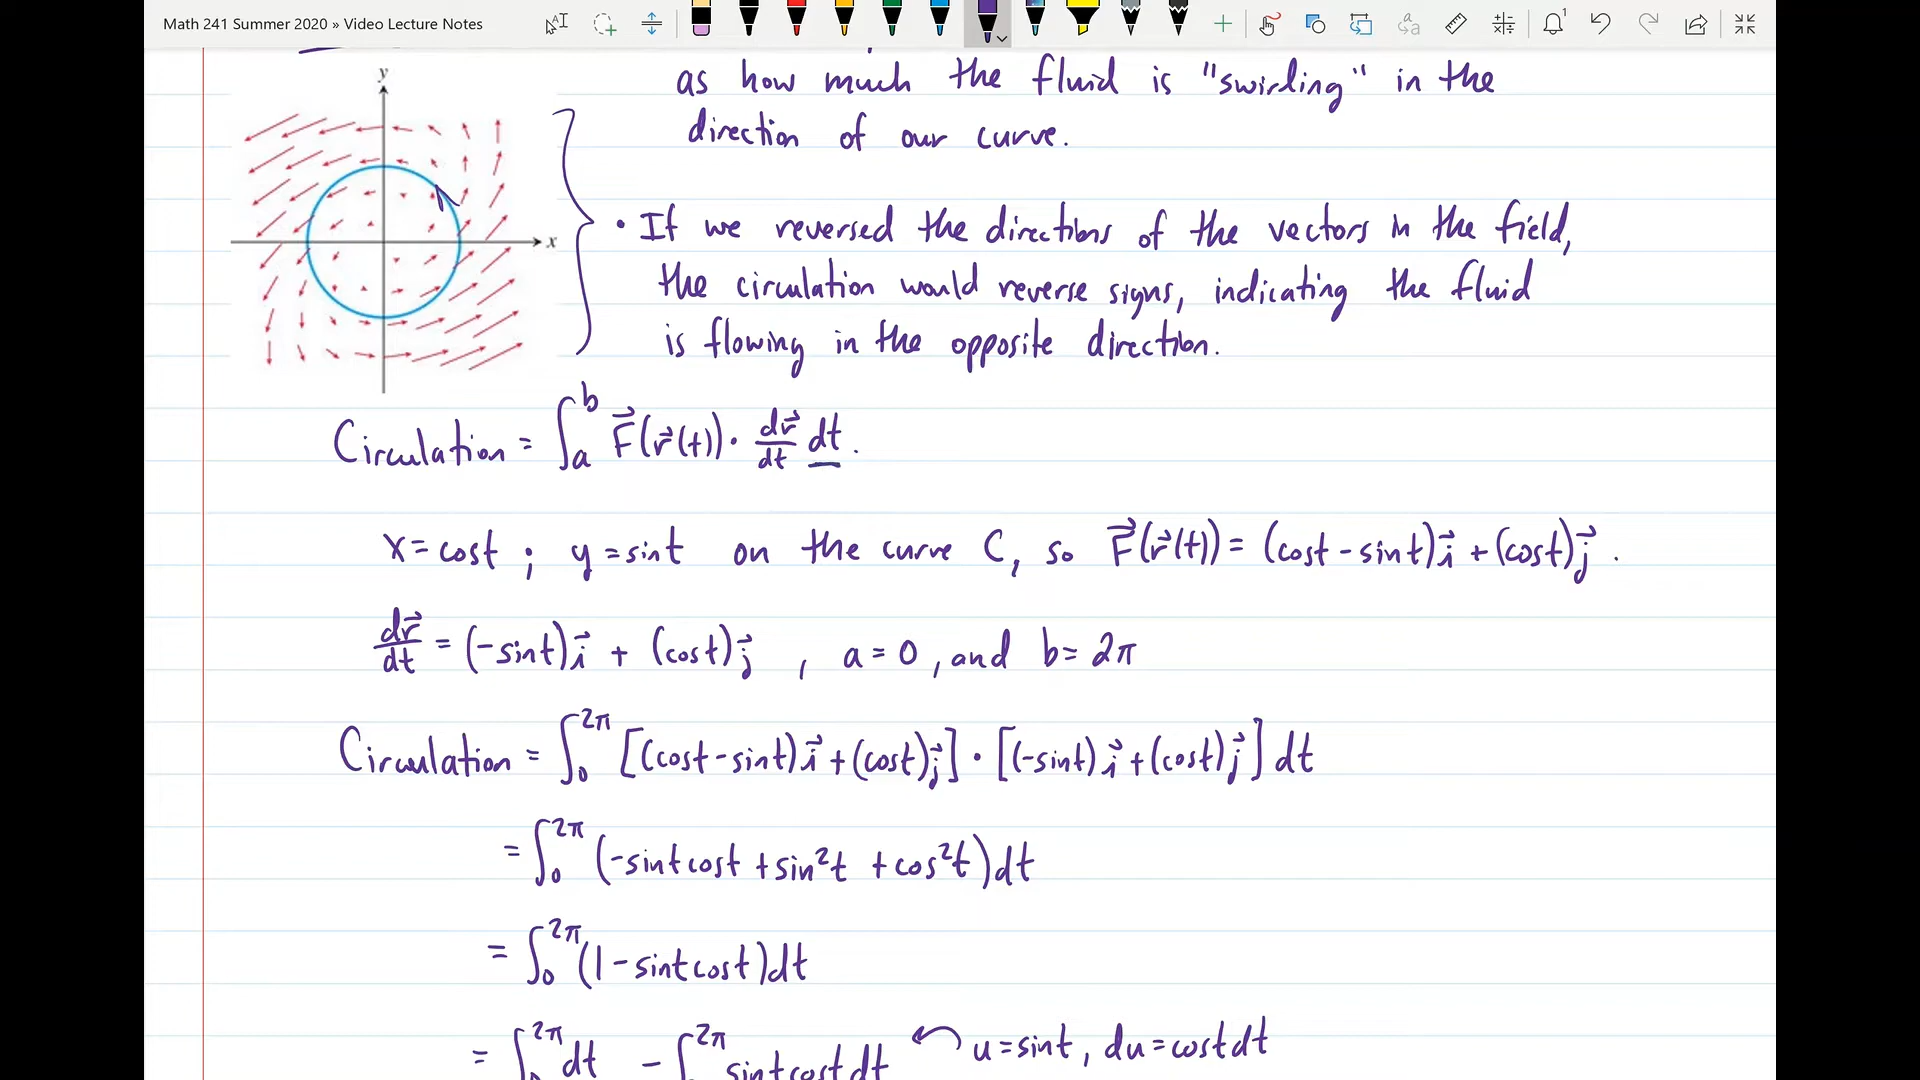 Math 241 Summer 2020 » Video Lecture Notes
as how much the fluid is "swirling" in the
direction of our curve.
y
x
• If we reversed the directions of the vectors in the field,
the circulation would reverse signs, indicating the fluid
is flowing in the opposite direction.
Circulation = ∫_a^b F⃗(r⃗(t)) · dr⃗/dt dt.
x = cost ; y = sint on the curve C, so F⃗(r⃗(t)) = (cost - sint)i⃗ + (cost)j⃗ .
dr⃗/dt = (-sint)i⃗ + (cost)j⃗ , a = 0, and b = 2π
Circulation = ∫_0^2π [(cost - sint)i⃗ + (cost)j⃗] · [(-sint)i⃗ + (cost)j⃗] dt
= ∫_0^2π (-sintcost + sin²t + cos²t)dt
= ∫_0^2π (1 - sintcost)dt
= ∫_0^2π dt - ∫_0^2π sintcost dt u = sint, du = cost dt